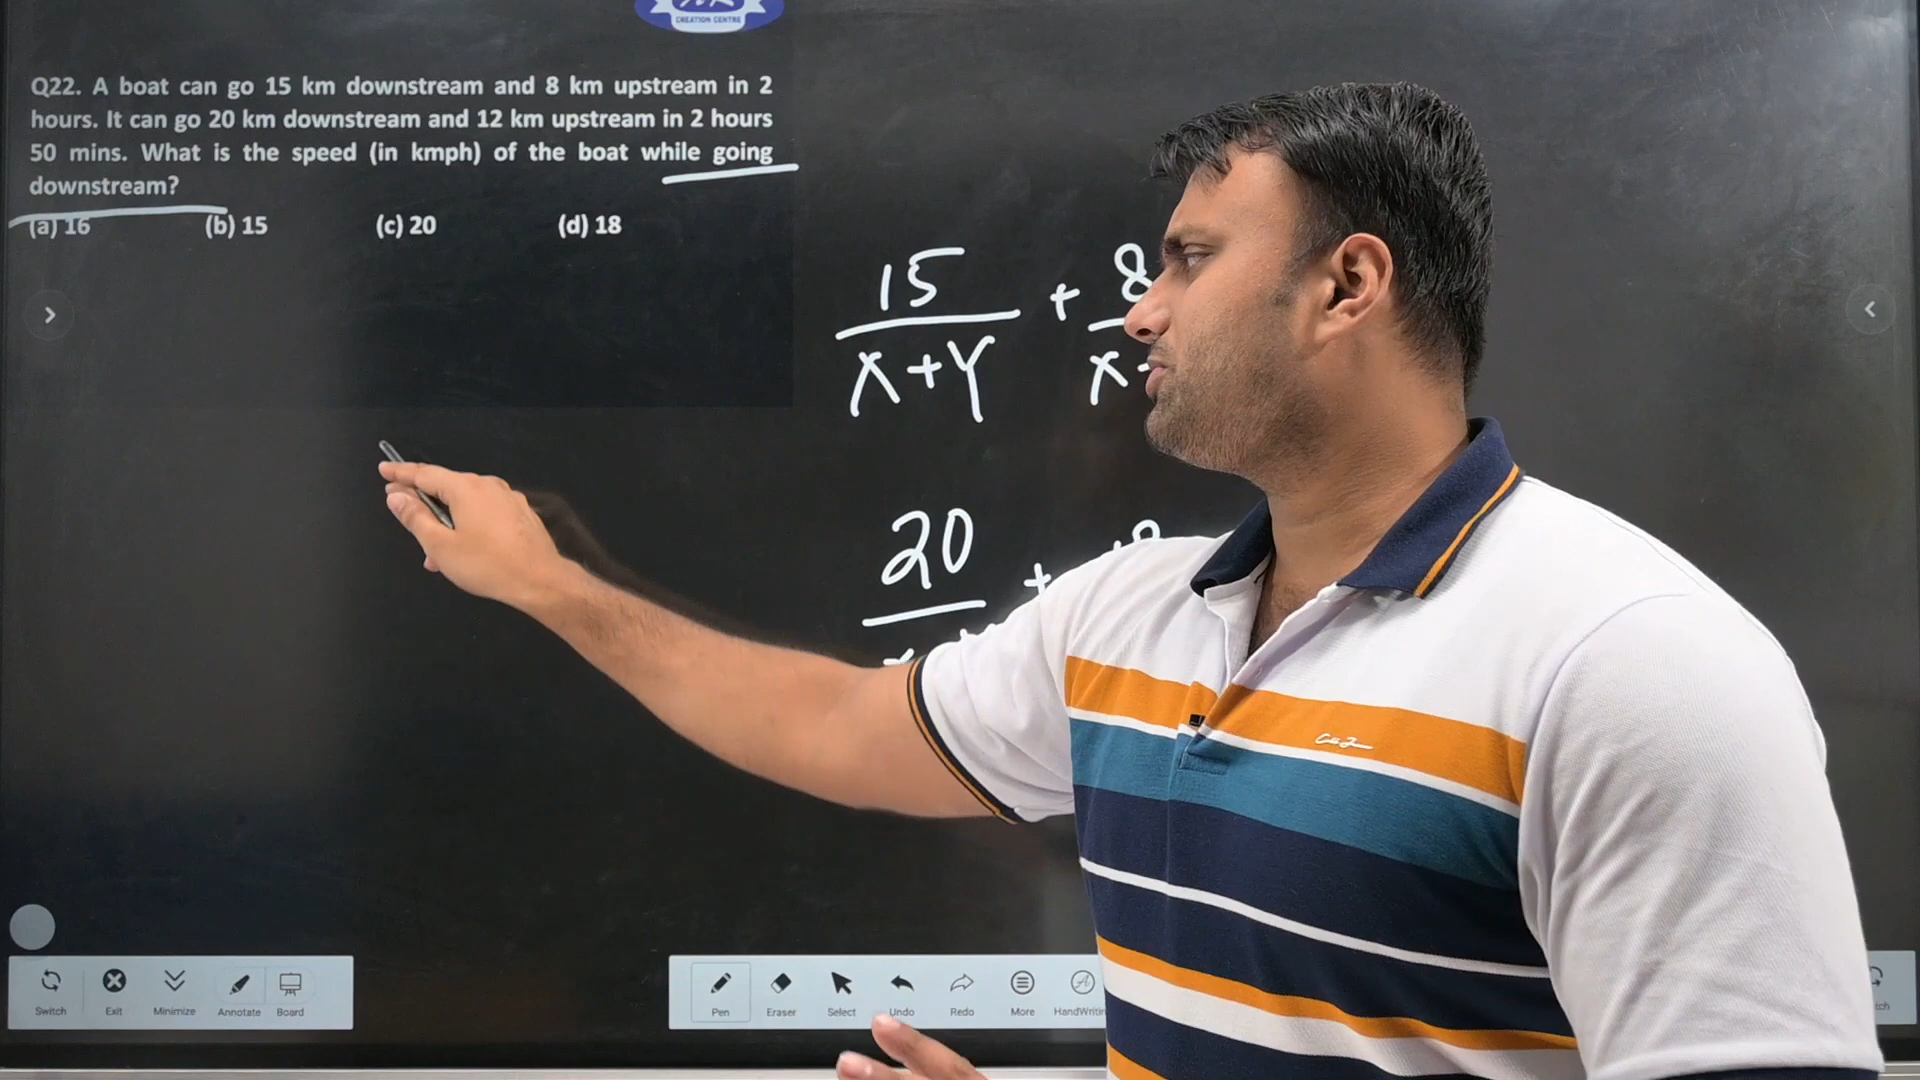 CREATION CENTRE
Q22. A boat can go 15 km downstream and 8 km upstream in 2
hours. It can go 20 km downstream and 12 km upstream in 2 hours
50 mins. What is the speed (in kmph) of the boat while going
downstream?
(a) 16 (b) 15 (c) 20 (d) 18
15 + 8
x+y x
20 +
Switch Exit Minimize Annotate Board
Pen Eraser Select Undo Redo More